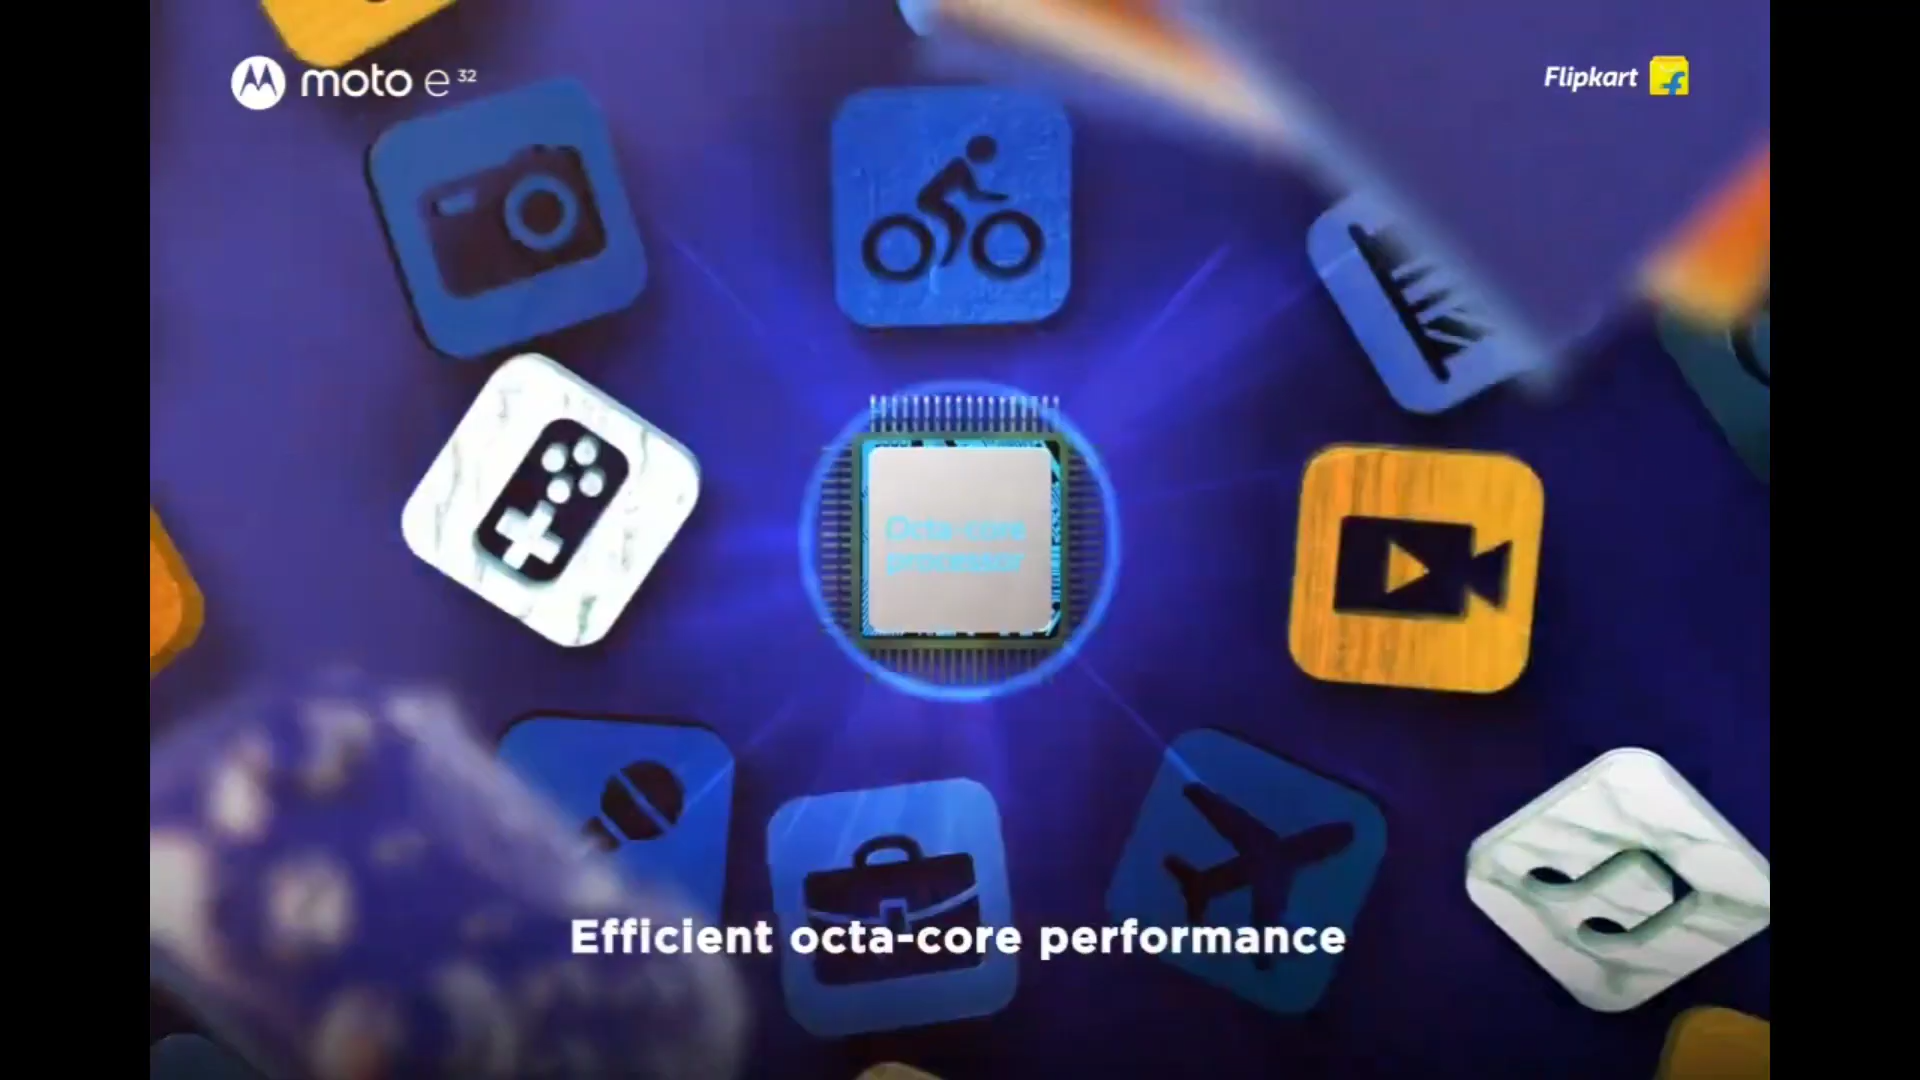 moto e32
Flipkart
Octa-core
processor
Efficient octa-core performance